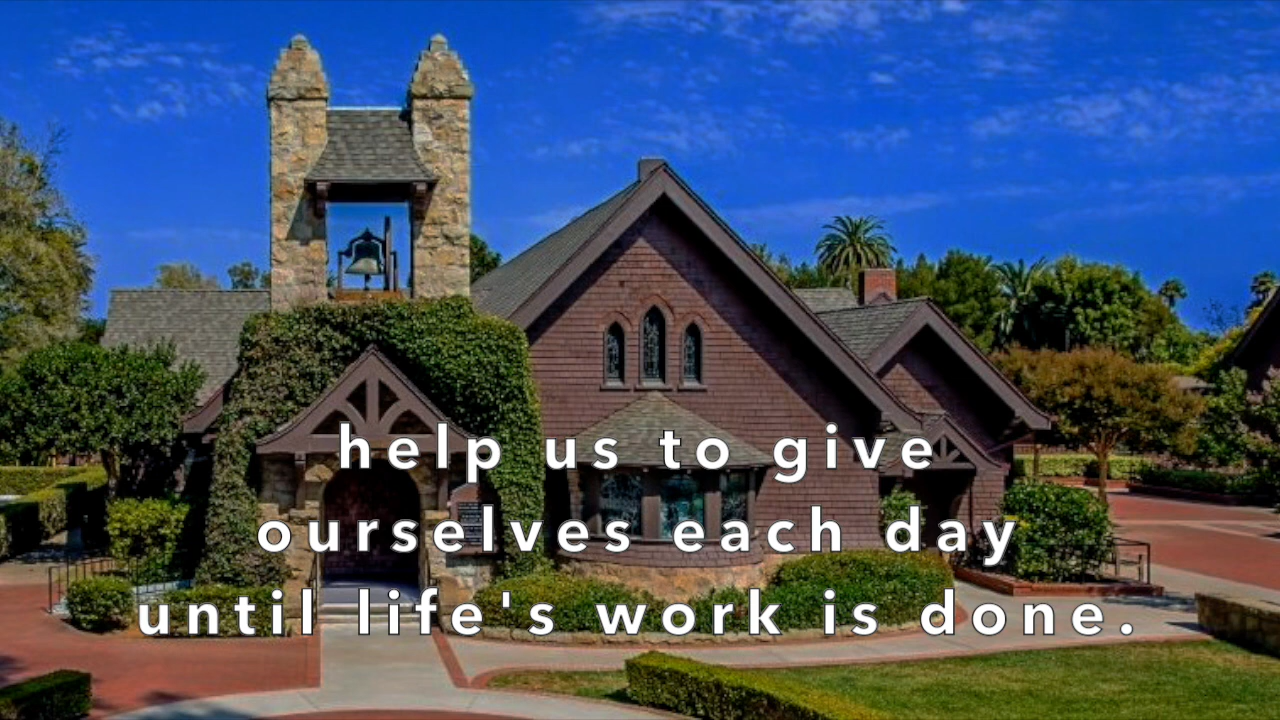 help us to give
ourselves each day
until life's work is done.